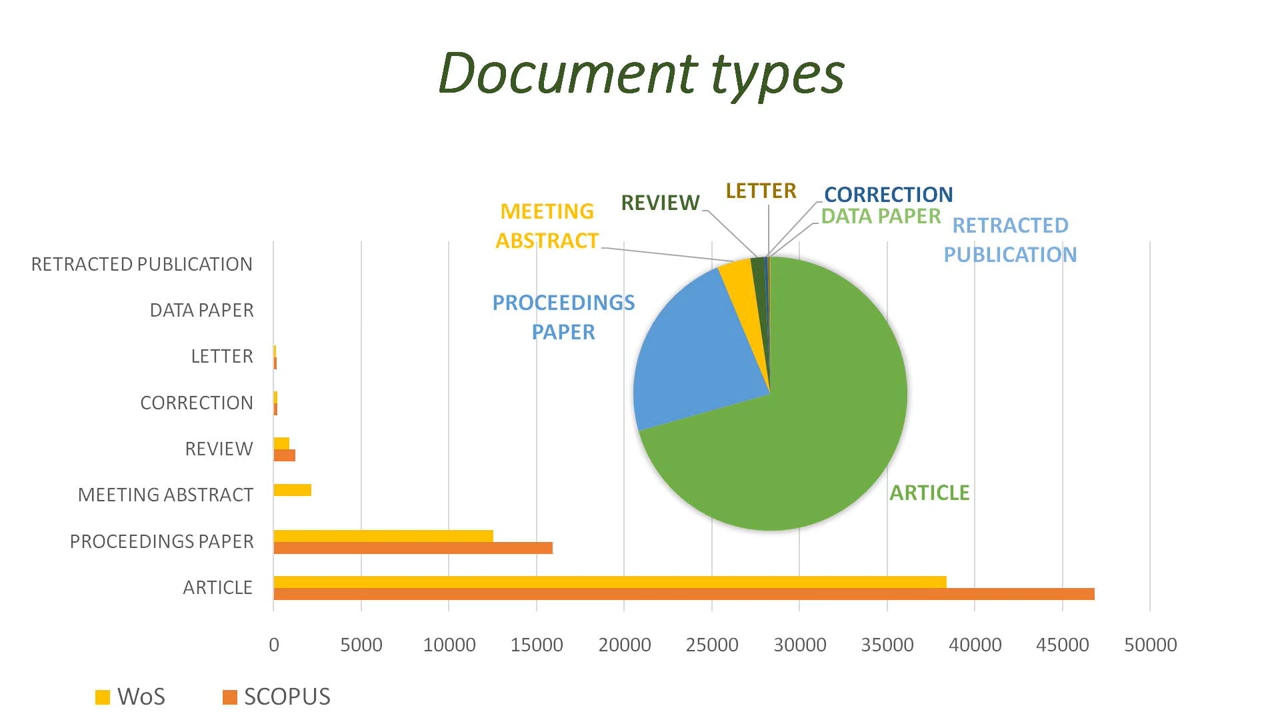 Document types
LETTER
REVIEW
CORRECTION
MEETING
ABSTRACT
DATA PAPER
RETRACTED
PUBLICATION
PROCEEDINGS
PAPER
ARTICLE
RETRACTED PUBLICATION
DATA PAPER
LETTER
CORRECTION
REVIEW
MEETING ABSTRACT
PROCEEDINGS PAPER
ARTICLE
0 5000 10000 15000 20000 25000 30000 35000 40000 45000 50000
WoS SCOPUS